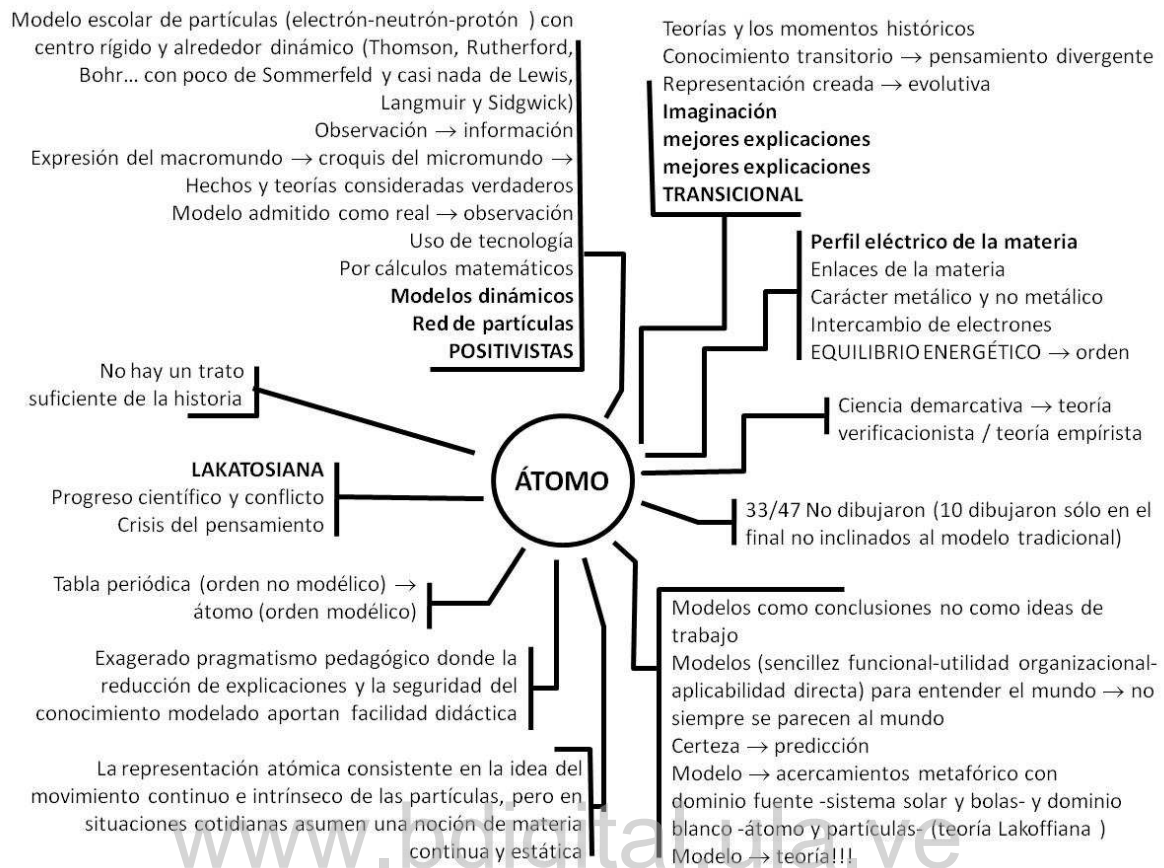 Modelo escolar de partículas (electrón-neutrón-protón ) con
centro rígido y alrededor dinámico (Thomson, Rutherford,
Bohr... con poco de Sommerfeld y casi nada de Lewis,
Langmuir y Sidgwick)
Observación → información
Expresión del macromundo → croquis del micromundo →
Hechos y teorías consideradas verdaderos
Modelo admitido como real → observación
Uso de tecnología
Por cálculos matemáticos
Modelos dinámicos
Red de partículas
POSITIVISTAS
Teorías y los momentos históricos
Conocimiento transitorio → pensamiento divergente
Representación creada → evolutiva
Imaginación
mejores explicaciones
mejores explicaciones
TRANSICIONAL
Perfil eléctrico de la materia
Enlaces de la materia
Carácter metálico y no metálico
Intercambio de electrones
EQUILIBRIO ENERGÉTICO → orden
No hay un trato
suficiente de la historia
Ciencia demarcativa → teoría
verificacionista / teoría empírista
ÁTOMO
LAKATOSIANA
Progreso científico y conflicto
Crisis del pensamiento
33/47 No dibujaron (10 dibujaron sólo en el
final no inclinados al modelo tradicional)
Tabla periódica (orden no modélico) →
átomo (orden modélico)
Exagerado pragmatismo pedagógico donde la
reducción de explicaciones y la seguridad del
conocimiento modelado aportan facilidad didáctica
La representación atómica consistente en la idea del
movimiento continuo e intrínseco de las partículas, pero en
situaciones cotidianas asumen una noción de materia
continua y estática
Modelos como conclusiones no como ideas de
trabajo
Modelos (sencillez funcional-utilidad organizacional-
aplicabilidad directa) para entender el mundo → no
siempre se parecen al mundo
Certeza → predicción
Modelo → acercamientos metafórico con
dominio fuente -sistema solar y bolas- y dominio
blanco -átomo y partículas- (teoría Lakoffiana )
Modelo → teoría!!!
www.bdigital.ula.ve